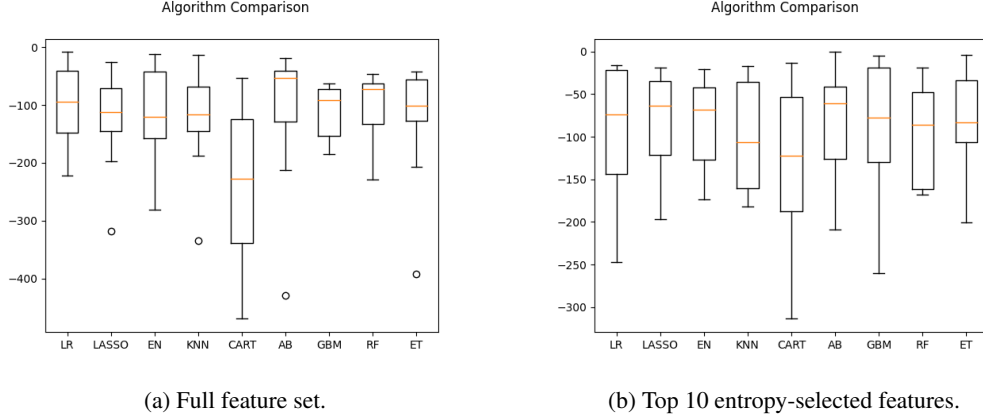 Algorithm Comparison
0
−100
−200
−300
−400
LR LASSO EN KNN CART AB GBM RF ET
(a) Full feature set.
Algorithm Comparison
0
−50
−100
−150
−200
−250
−300
LR LASSO EN KNN CART AB GBM RF ET
(b) Top 10 entropy-selected features.